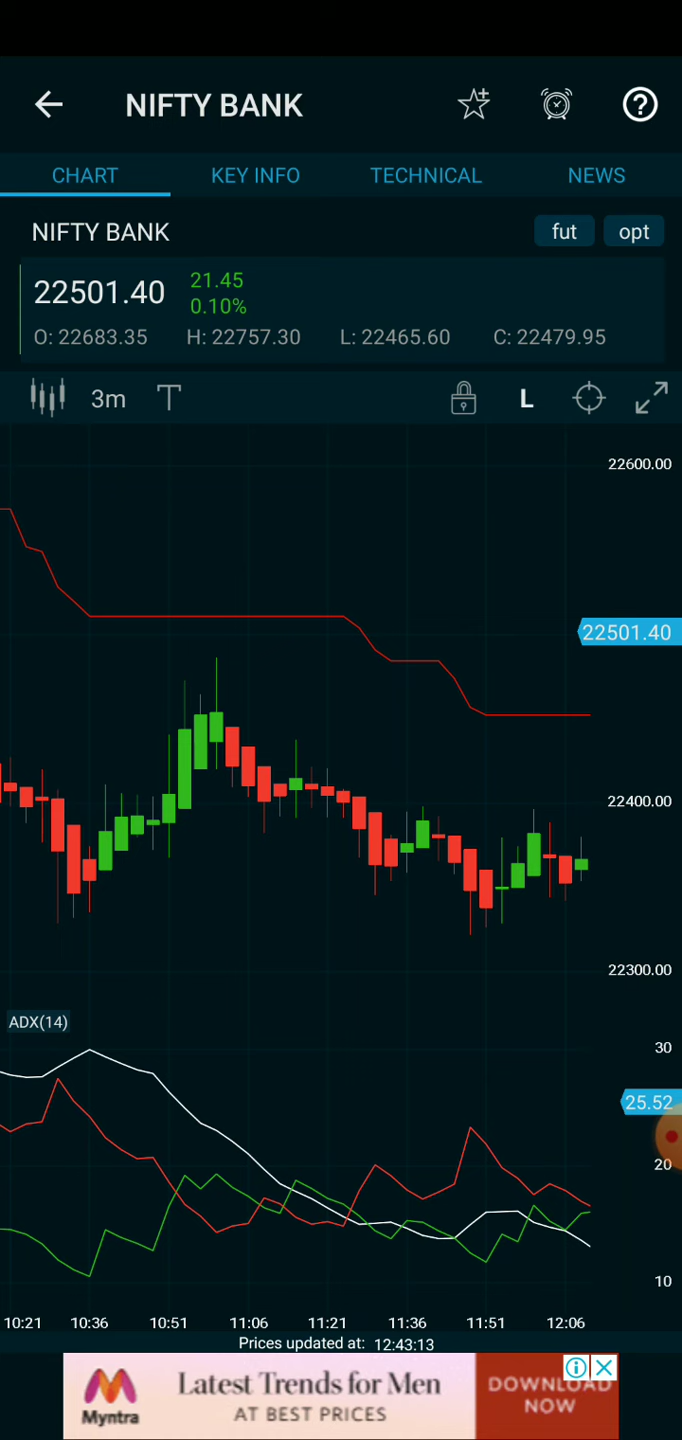 NIFTY BANK
CHART KEY INFO TECHNICAL NEWS
NIFTY BANK fut opt
22501.40 21.45
0.10%
O: 22683.35 H: 22757.30 L: 22465.60 C: 22479.95
3m T L
22600.00
22501.40
22400.00
22300.00
ADX(14)
30
25.52
20
10
10:21 10:36 10:51 11:06 11:21 11:36 11:51 12:06
Prices updated at: 12:43:13
Latest Trends for Men
AT BEST PRICES
Myntra
DOWNLOAD
NOW